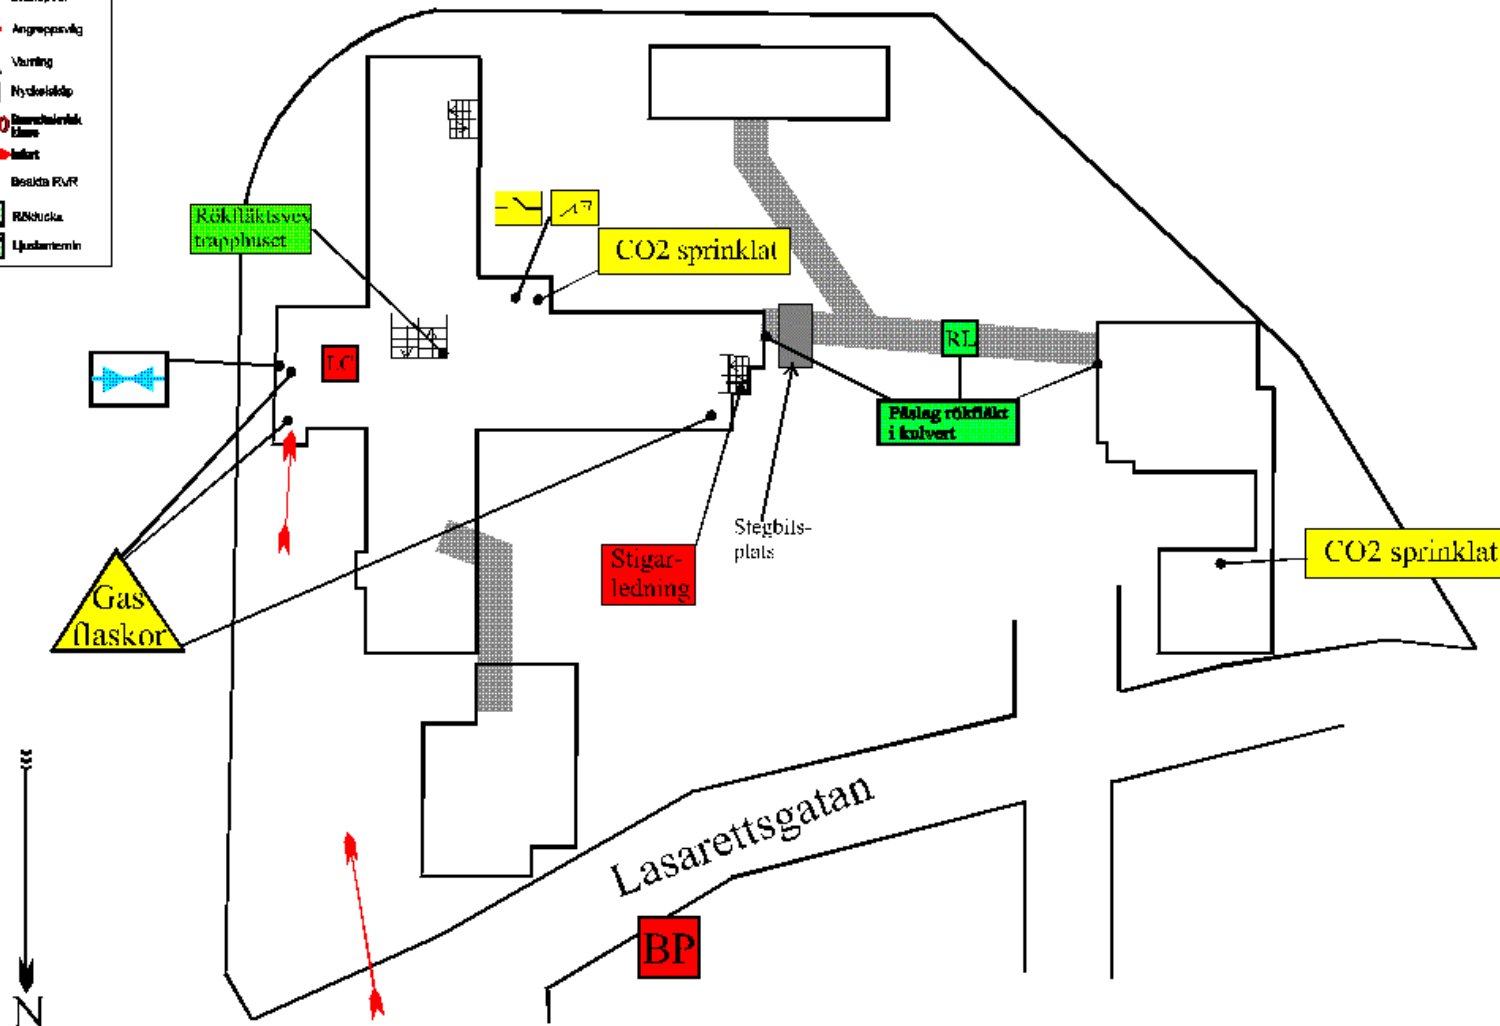 Angreppsväg
Varning
Nyckelskåp
Infart
Beakta RVR
Röklucka
Rökfläktsvev
trapphuset
CO2 sprinklat
LC
RL
Påslag rökfläkt
i kulvert
Stegbils-
plats
Stigar-
ledning
CO2 sprinklat
Gas
flaskor
Lasarettsgatan
BP
N